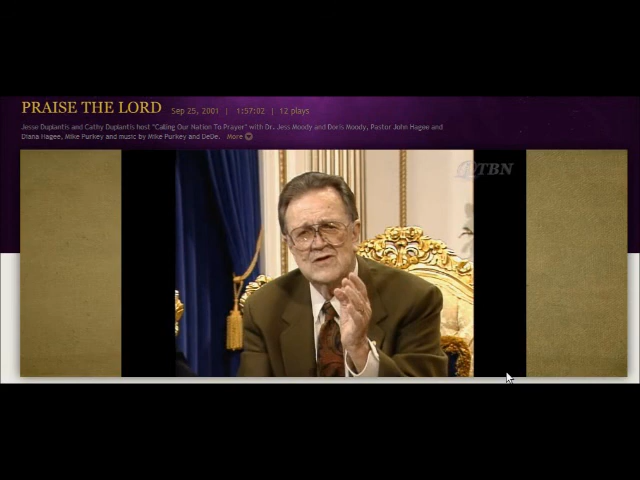 PRAISE THE LORD Sep 25, 2001 | 1:57:02 | 12 plays
Jesse Duplantis and Cathy Duplantis host "Calling Our Nation To Prayer" with Dr. Jess Moody and Doris Moody, Pastor John Hagee and
Diana Hagee, Mike Purkey and music by Mike Purkey and DeDe. More
TBN